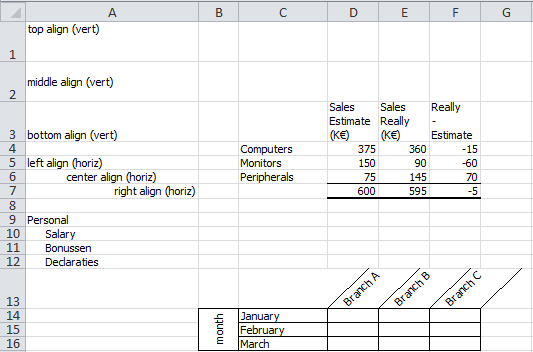 A B C D E F G
1 top align (vert)
2 middle align (vert)
Sales Sales Really
Estimate Really -
3 bottom align (vert) (K€) (K€) Estimate
4 Computers 375 360 -15
5 left align (horiz) Monitors 150 90 -60
6 center align (horiz) Peripherals 75 145 70
7 right align (horiz) 600 595 -5
8
9 Personal
10 Salary
11 Bonussen
12 Declaraties
13 Branch A Branch B Branch C
14 January
15 month February
16 March